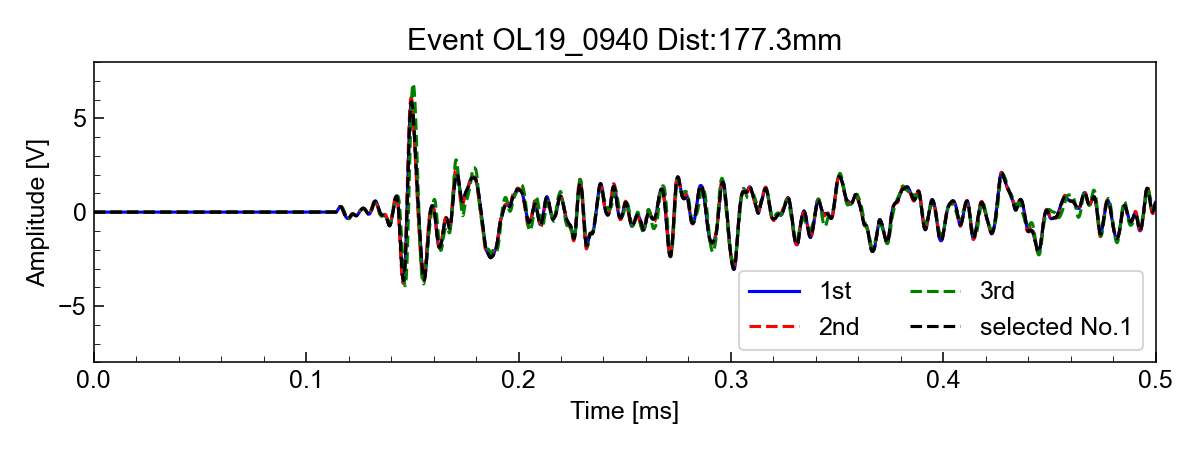 Event OL19_0940 Dist:177.3mm
Amplitude [V]
5
0
−5
0.0 0.1 0.2 0.3 0.4 0.5
Time [ms]
1st 3rd
2nd selected No.1